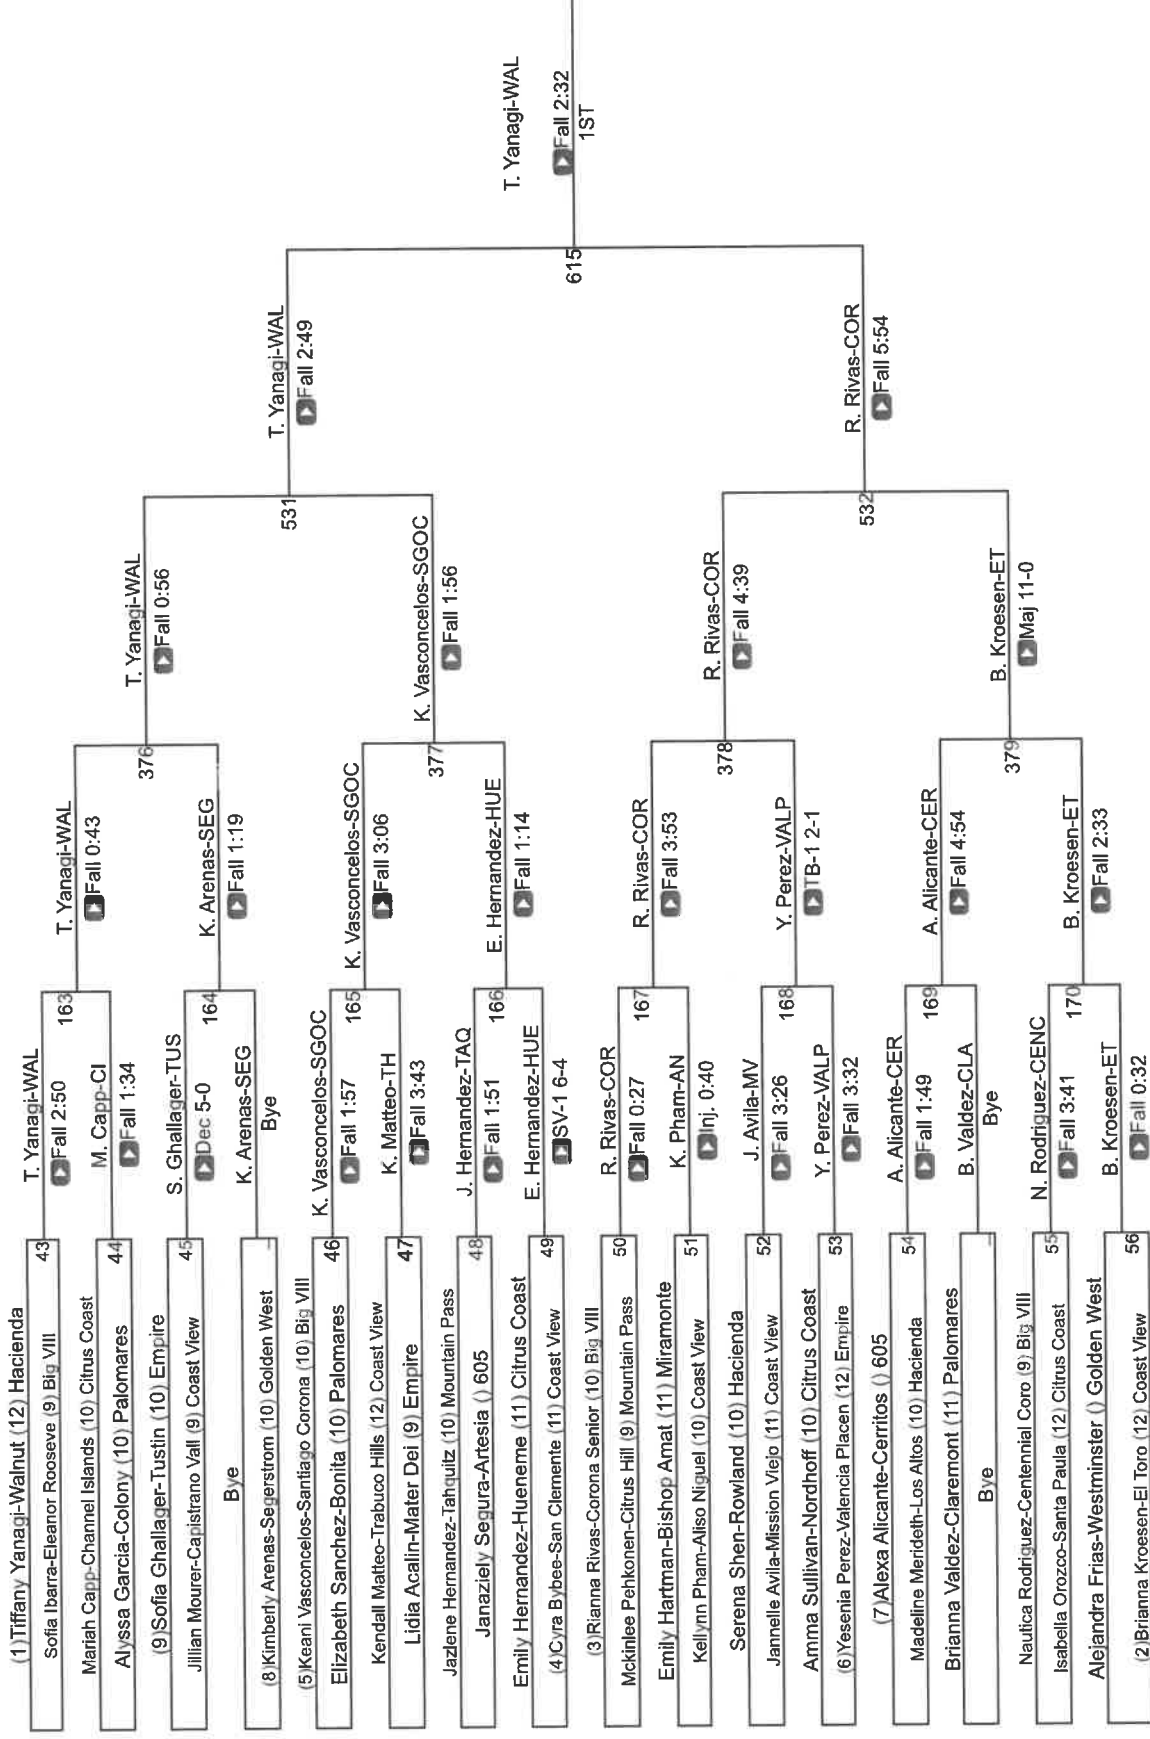 (1)Tiffany Yanagi-Walnut (12) Hacienda
Sofia Ibarra-Eleanor Rooseve (9) Big VIII
Mariah Capp-Channel Islands (10) Citrus Coast
Alyssa Garcia-Colony (10) Palomares
(9)Sofia Ghallager-Tustin (10) Empire
Jillian Mourer-Capistrano Vall (9) Coast View
Bye
(8)Kimberly Arenas-Segerstrom (10) Golden West
(5)Keani Vasconcelos-Santiago Corona (10) Big VIII
Elizabeth Sanchez-Bonita (10) Palomares
Kendall Matteo-Trabuco Hills (12) Coast View
Lidia Acalin-Mater Dei (9) Empire
Jazlene Hernandez-Tahquitz (10) Mountain Pass
Janaziely Segura-Artesia () 605
Emily Hernandez-Hueneme (11) Citrus Coast
(4)Cyra Bybee-San Clemente (11) Coast View
(3)Rianna Rivas-Corona Senior (10) Big VIII
Mckinlee Pehkonen-Citrus Hill (9) Mountain Pass
Emily Hartman-Bishop Amat (11) Miramonte
Kellynn Pham-Aliso Niguel (10) Coast View
Serena Shen-Rowland (10) Hacienda
Jannelle Avila-Mission Viejo (11) Coast View
Amma Sullivan-Nordhoff (10) Citrus Coast
(6)Yesenia Perez-Valencia Placen (12) Empire
(7)Alexa Alicante-Cerritos () 605
Madeline Merideth-Los Altos (10) Hacienda
Brianna Valdez-Claremont (11) Palomares
Bye
Nautica Rodriguez-Centennial Coro (9) Big VIII
Isabella Orozco-Santa Paula (12) Citrus Coast
Alejandra Frias-Westminster () Golden West
(2)Brianna Kroesen-El Toro (12) Coast View
43
44
45
46
47
48
49
50
51
52
53
54
55
56
T. Yanagi-WAL
Fall 2:50
M. Capp-CI
Fall 1:34
S. Ghallager-TUS
Dec 5-0
K. Arenas-SEG
Bye
K. Vasconcelos-SGOC
Fall 1:57
K. Matteo-TH
Fall 3:43
J. Hernandez-TAQ
Fall 1:51
E. Hernandez-HUE
SV-1 6-4
R. Rivas-COR
Fall 0:27
K. Pham-AN
Inj. 0:40
J. Avila-MV
Fall 3:26
Y. Perez-VALP
Fall 3:32
A. Alicante-CER
Fall 1:49
B. Valdez-CLA
Bye
N. Rodriguez-CENC
Fall 3:41
B. Kroesen-ET
Fall 0:32
163
164
165
166
167
168
169
170
T. Yanagi-WAL
Fall 0:43
K. Arenas-SEG
Fall 1:19
K. Vasconcelos-SGOC
Fall 3:06
E. Hernandez-HUE
Fall 1:14
R. Rivas-COR
Fall 3:53
Y. Perez-VALP
TB-1 2-1
A. Alicante-CER
Fall 4:54
B. Kroesen-ET
Fall 2:33
376
377
378
379
T. Yanagi-WAL
Fall 0:56
K. Vasconcelos-SGOC
Fall 1:56
R. Rivas-COR
Fall 4:39
B. Kroesen-ET
Maj 11-0
531
532
T. Yanagi-WAL
Fall 2:49
R. Rivas-COR
Fall 5:54
615
T. Yanagi-WAL
Fall 2:32
1ST